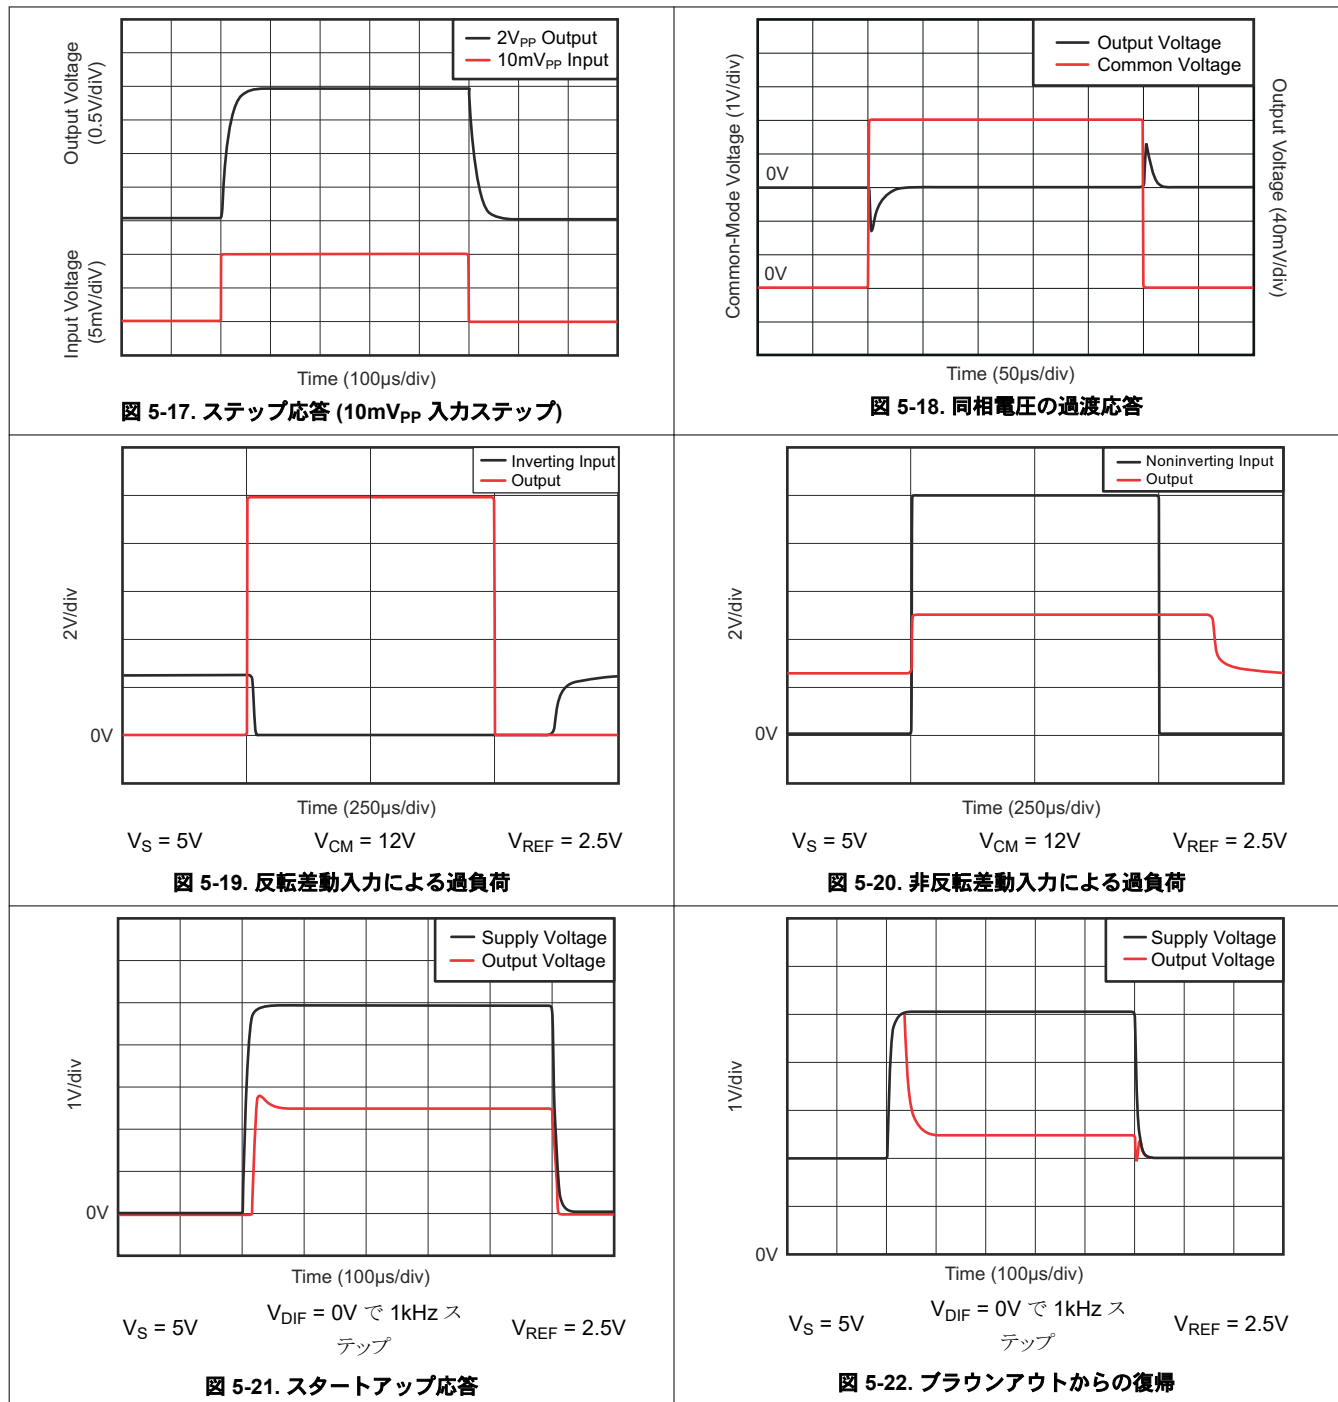 2VPP Output
10mVPP Input
Output Voltage
(0.5V/diV)
Input Voltage
(5mV/diV)
Time (100µs/div)
図 5-17. ステップ応答 (10mVPP 入力ステップ)
Output Voltage
Common Voltage
Common-Mode Voltage (1V/div)
Output Voltage (40mV/div)
0V
0V
Time (50µs/div)
図 5-18. 同相電圧の過渡応答
Inverting Input
Output
2V/div
0V
Time (250µs/div)
VS = 5V VCM = 12V VREF = 2.5V
図 5-19. 反転差動入力による過負荷
Noninverting Input
Output
2V/div
0V
Time (250µs/div)
VS = 5V VCM = 12V VREF = 2.5V
図 5-20. 非反転差動入力による過負荷
Supply Voltage
Output Voltage
1V/div
0V
Time (100µs/div)
VS = 5V VDIF = 0V で 1kHz ス VREF = 2.5V
テップ
図 5-21. スタートアップ応答
Supply Voltage
Output Voltage
1V/div
0V
Time (100µs/div)
VS = 5V VDIF = 0V で 1kHz ス VREF = 2.5V
テップ
図 5-22. ブラウンアウトからの復帰